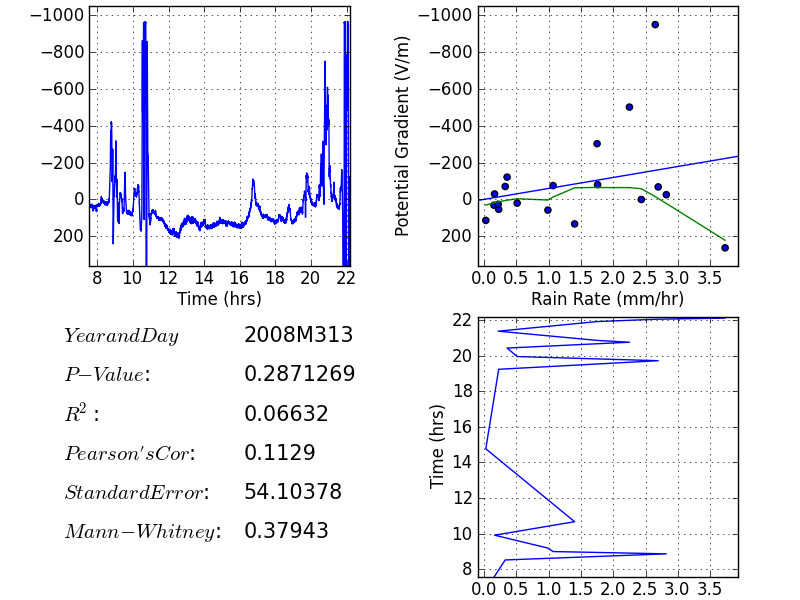 −1000
−800
−600
−400
−200
0
200
8 10 12 14 16 18 20 22
Time (hrs)
Potential Gradient (V/m)
−1000
−800
−600
−400
−200
0
200
0.0 0.5 1.0 1.5 2.0 2.5 3.0 3.5
Rain Rate (mm/hr)
YearandDay 2008M313
P−Value: 0.2871269
R² : 0.06632
Pearson'sCor: 0.1129
StandardError: 54.10378
Mann−Whitney: 0.37943
Time (hrs)
22
20
18
16
14
12
10
8
0.0 0.5 1.0 1.5 2.0 2.5 3.0 3.5